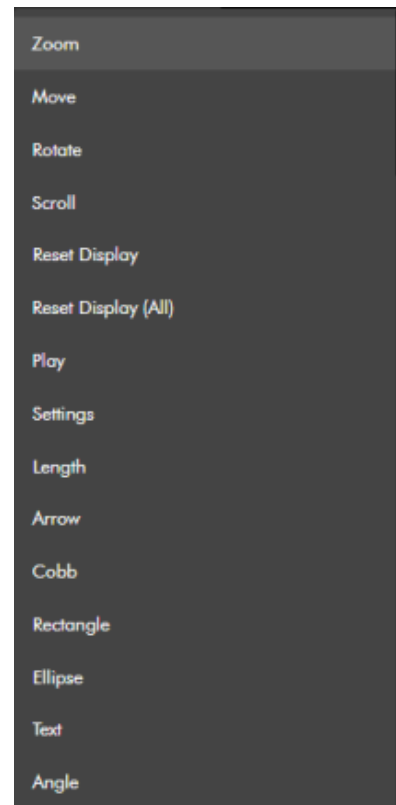 Zoom
Move
Rotate
Scroll
Reset Display
Reset Display (All)
Play
Settings
Length
Arrow
Cobb
Rectangle
Ellipse
Text
Angle